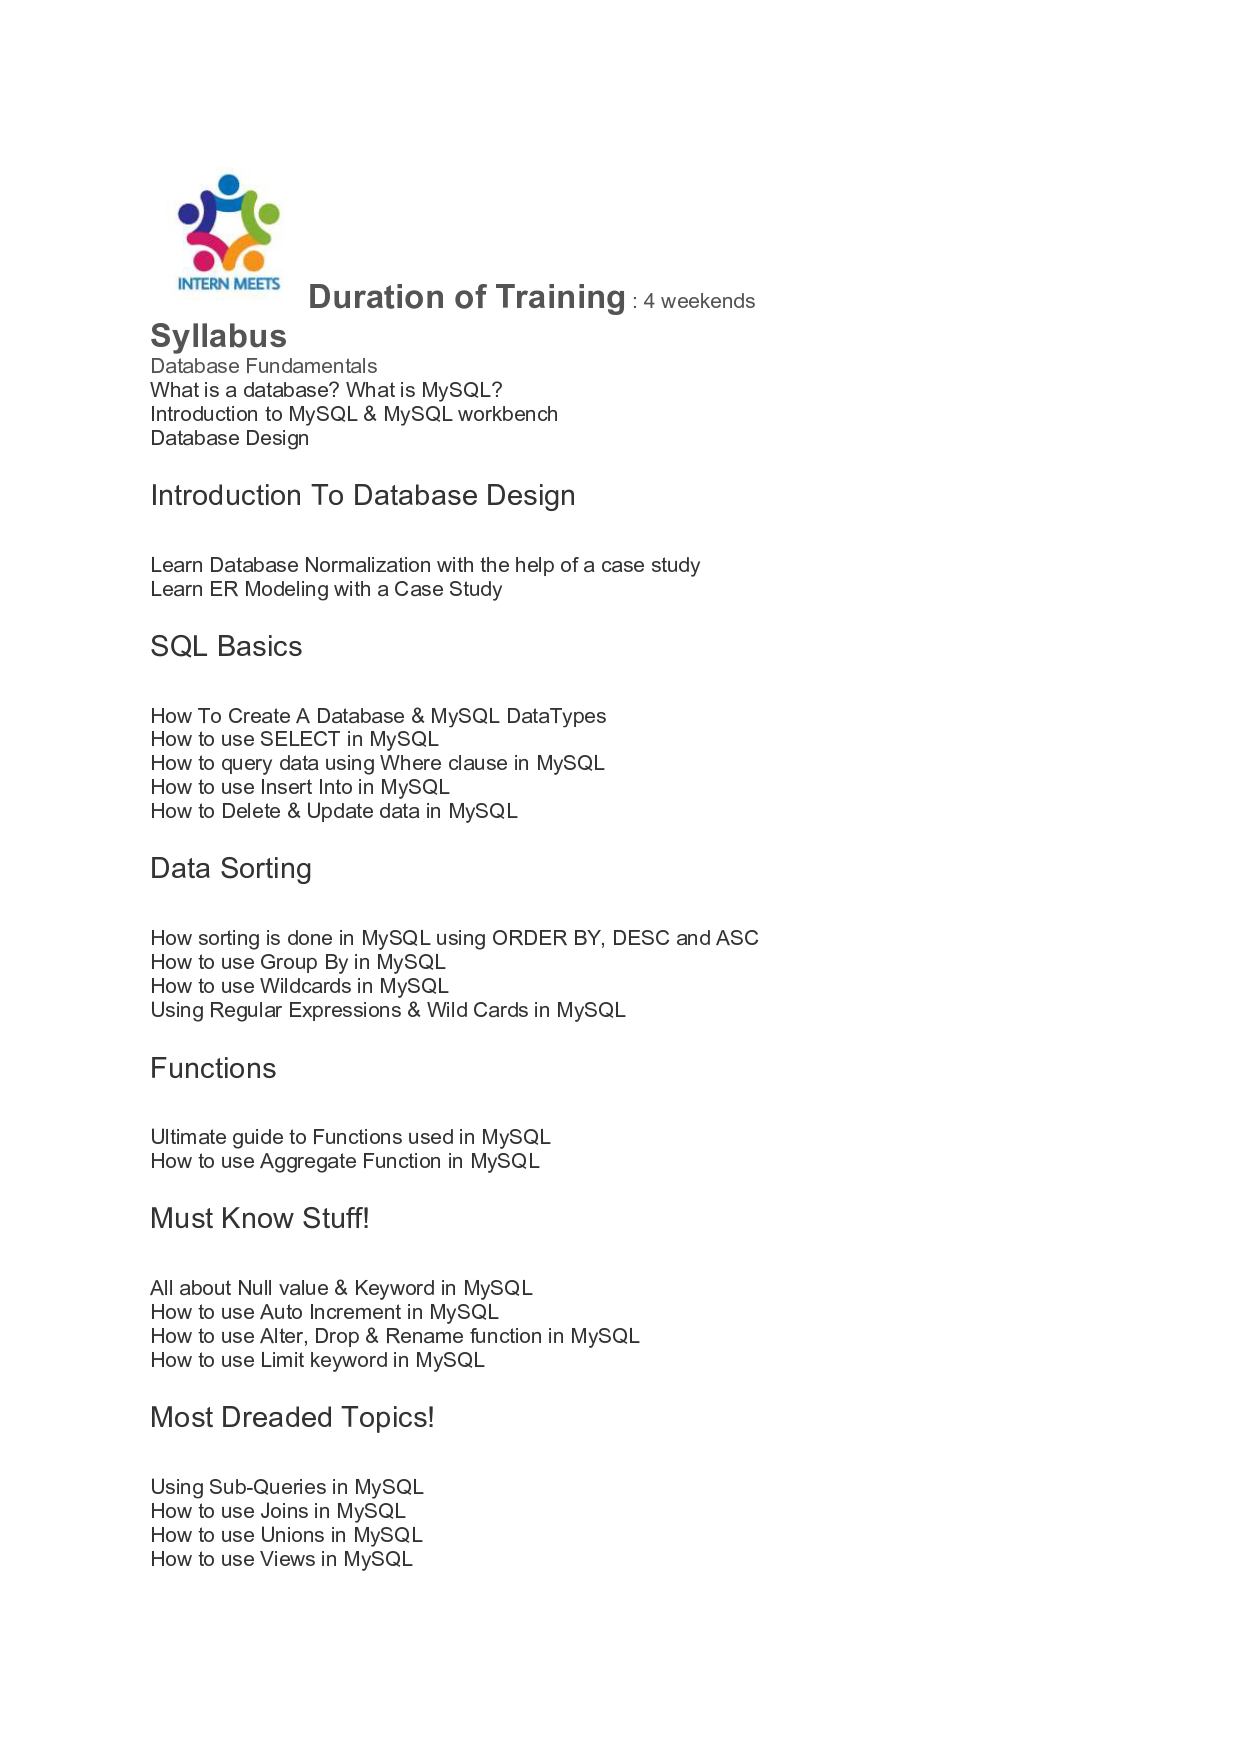 INTERN MEETS
Duration of Training : 4 weekends
Syllabus
Database Fundamentals
What is a database? What is MySQL?
Introduction to MySQL & MySQL workbench
Database Design
Introduction To Database Design
Learn Database Normalization with the help of a case study
Learn ER Modeling with a Case Study
SQL Basics
How To Create A Database & MySQL DataTypes
How to use SELECT in MySQL
How to query data using Where clause in MySQL
How to use Insert Into in MySQL
How to Delete & Update data in MySQL
Data Sorting
How sorting is done in MySQL using ORDER BY, DESC and ASC
How to use Group By in MySQL
How to use Wildcards in MySQL
Using Regular Expressions & Wild Cards in MySQL
Functions
Ultimate guide to Functions used in MySQL
How to use Aggregate Function in MySQL
Must Know Stuff!
All about Null value & Keyword in MySQL
How to use Auto Increment in MySQL
How to use Alter, Drop & Rename function in MySQL
How to use Limit keyword in MySQL
Most Dreaded Topics!
Using Sub-Queries in MySQL
How to use Joins in MySQL
How to use Unions in MySQL
How to use Views in MySQL